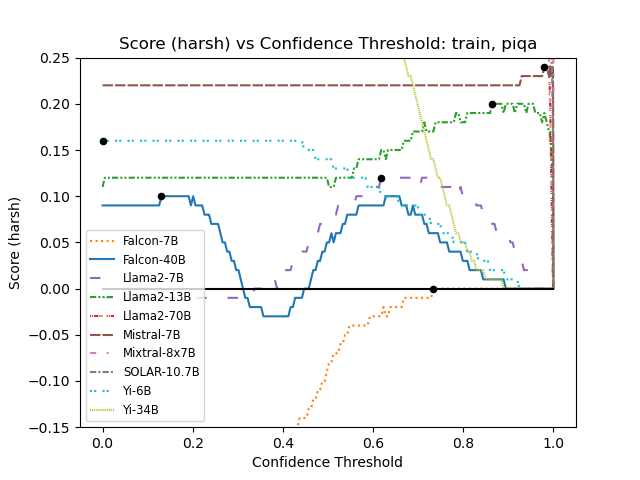 Score (harsh) vs Confidence Threshold: train, piqa
Score (harsh)
0.25
0.20
0.15
0.10
0.05
0.00
−0.05
−0.10
−0.15
Falcon-7B
Falcon-40B
Llama2-7B
Llama2-13B
Llama2-70B
Mistral-7B
Mixtral-8x7B
SOLAR-10.7B
Yi-6B
Yi-34B
0.0 0.2 0.4 0.6 0.8 1.0
Confidence Threshold